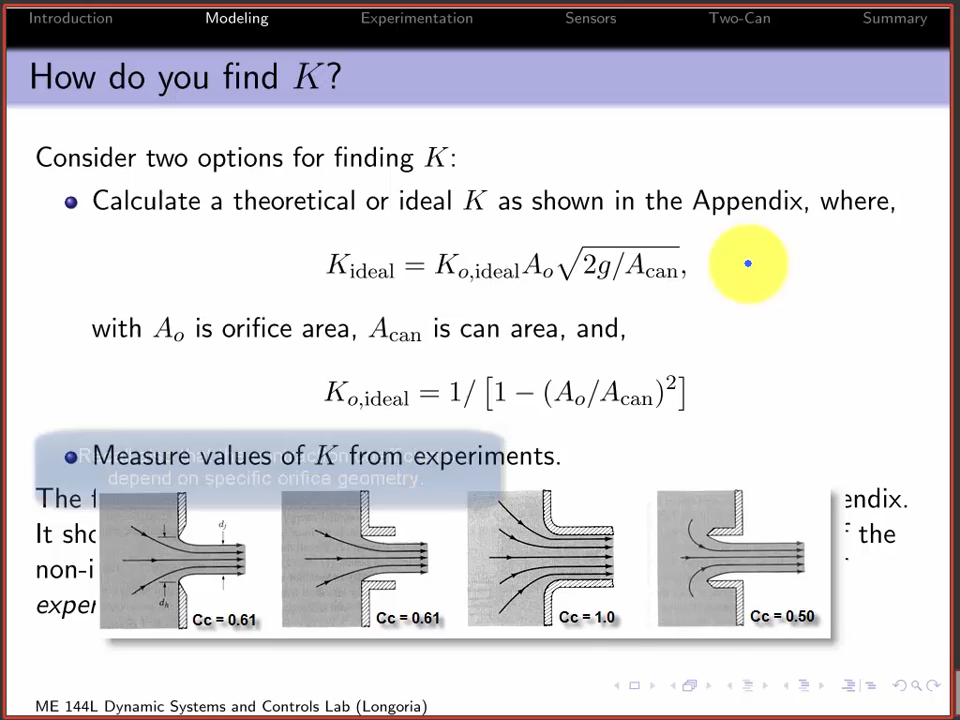 Introduction Modeling Experimentation Sensors Two-Can Summary
How do you find K?
Consider two options for finding K:
Calculate a theoretical or ideal K as shown in the Appendix, where,
K_ideal = K_o,ideal A_o √2g/A_can,
with A_o is orifice area, A_can is can area, and,
K_o,ideal = 1/ [1 − (A_o/A_can)²]
Measure values of K from experiments.
depend on specific orifice geometry.
The endix.
It sho f the
non-i
exper
d_j
d_h
Cc = 0.61 Cc = 0.61 Cc = 1.0 Cc = 0.50
ME 144L Dynamic Systems and Controls Lab (Longoria)